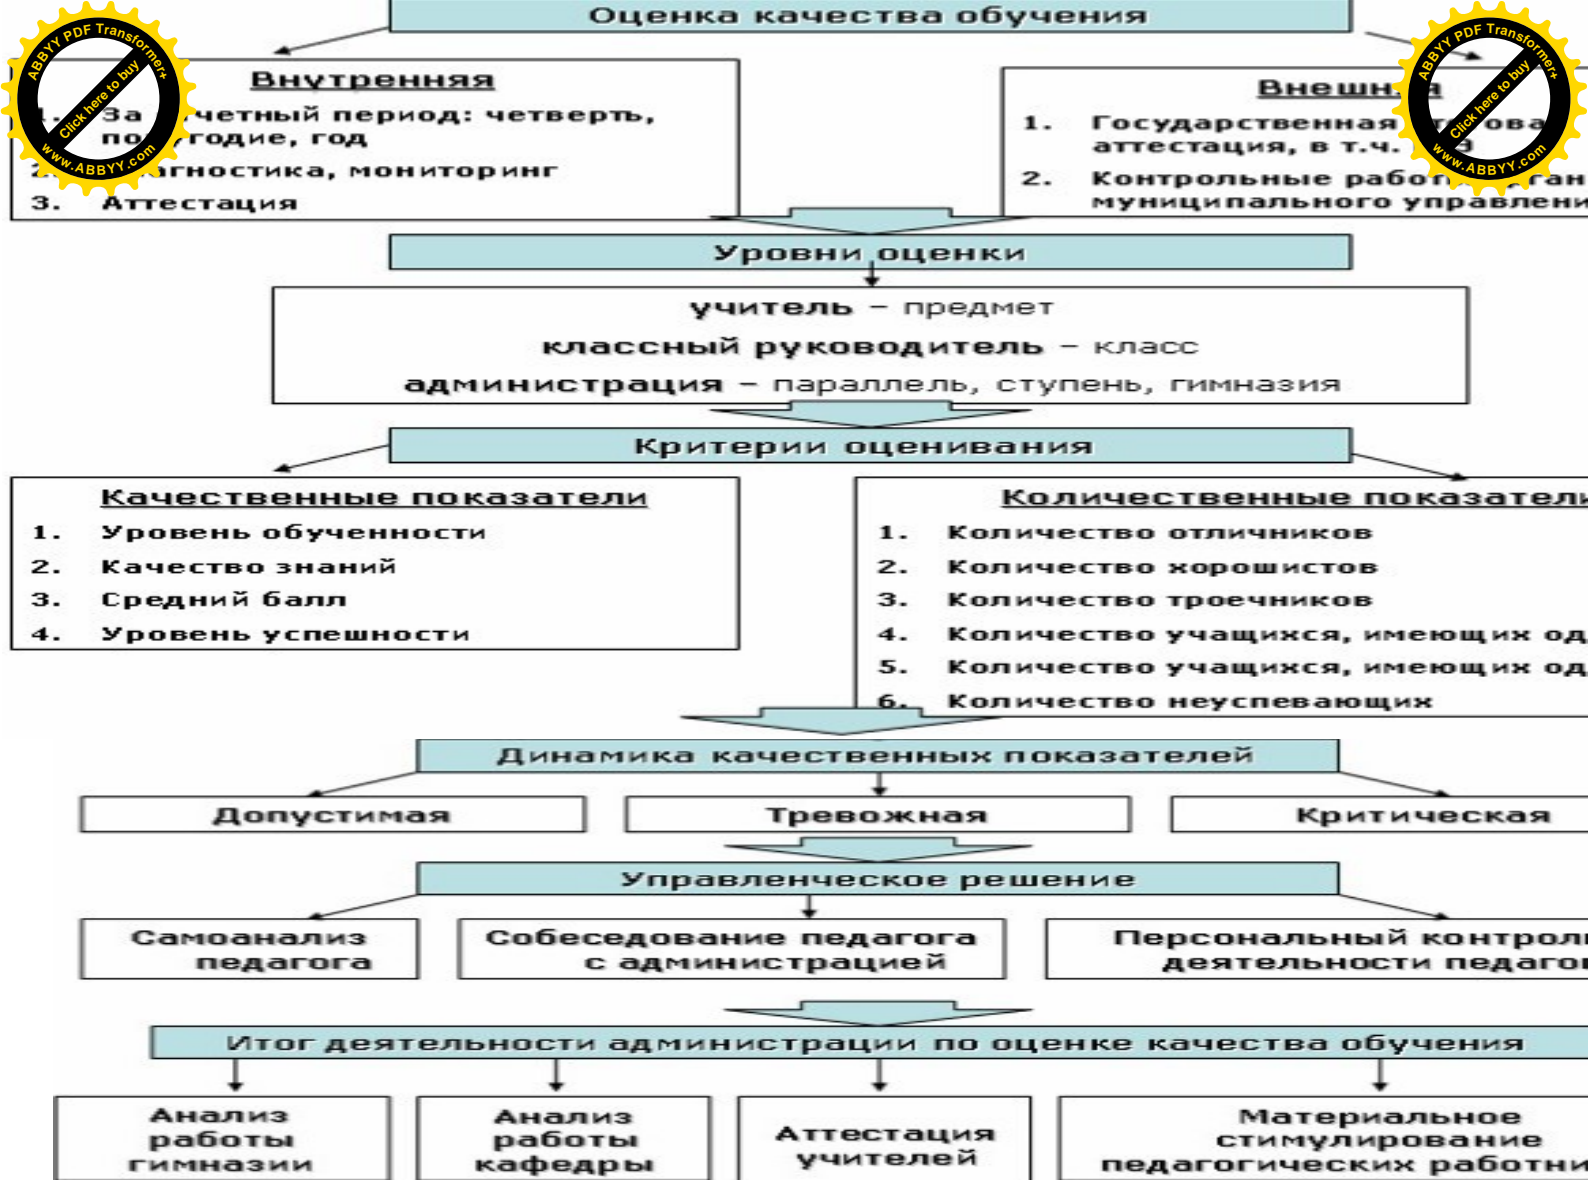 Оценка качества обучения
ABBYY PDF Transformer+
Click here to buy
www.ABBYY.com
ABBYY PDF Transformer+
Click here to buy
www.ABBYY.com
Внутренняя
1. За четный период: четверть,
годие, год
агностика, мониторинг
3. Аттестация
Внешняя
1. Государственная
аттестация, в т.ч.
2. Контрольные
муниципального управлени
Уровни оценки
учитель – предмет
классный руководитель – класс
администрация – параллель, ступень, гимназия
Критерии оценивания
Качественные показатели
1. Уровень обученности
2. Качество знаний
3. Средний балл
4. Уровень успешности
Количественные показатели
1. Количество отличников
2. Количество хорошистов
3. Количество троечников
4. Количество учащихся, имеющих од
5. Количество учащихся, имеющих од
6. Количество неуспевающих
Динамика качественных показателей
Допустимая
Тревожная
Критическая
Управленческое решение
Самоанализ
педагога
Собеседование педагога
с администрацией
Персональный контроль
деятельности педагог
Итог деятельности администрации по оценке качества обучения
Анализ
работы
гимназии
Анализ
работы
кафедры
Аттестация
учителей
Материальное
стимулирование
педагогических работни